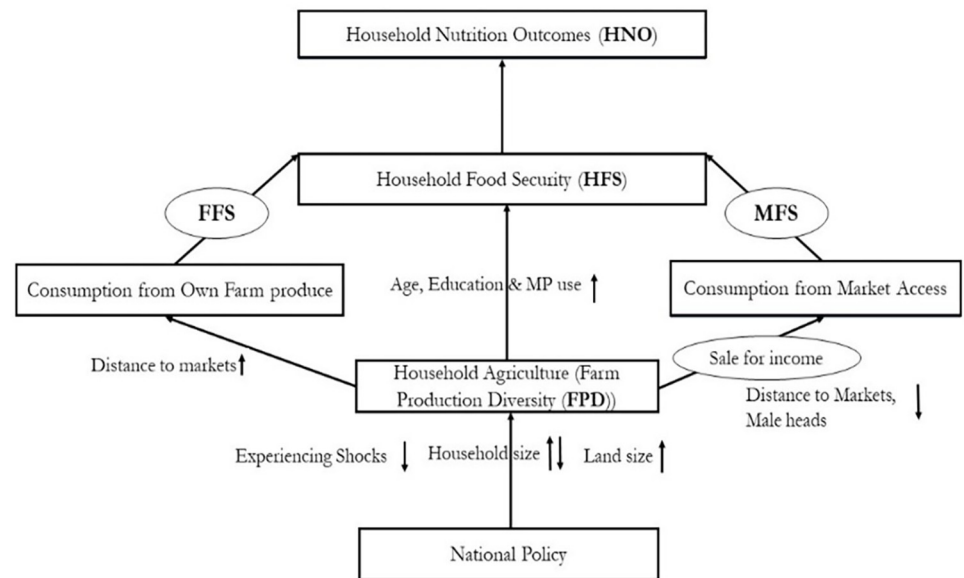 Household Nutrition Outcomes (HNO)
Household Food Security (HFS)
FFS
MFS
Consumption from Own Farm produce
Age, Education & MP use
Consumption from Market Access
Distance to markets
Household Agriculture (Farm
Production Diversity (FPD))
Sale for income
Distance to Markets,
Male heads
Experiencing Shocks
Household size
Land size
National Policy